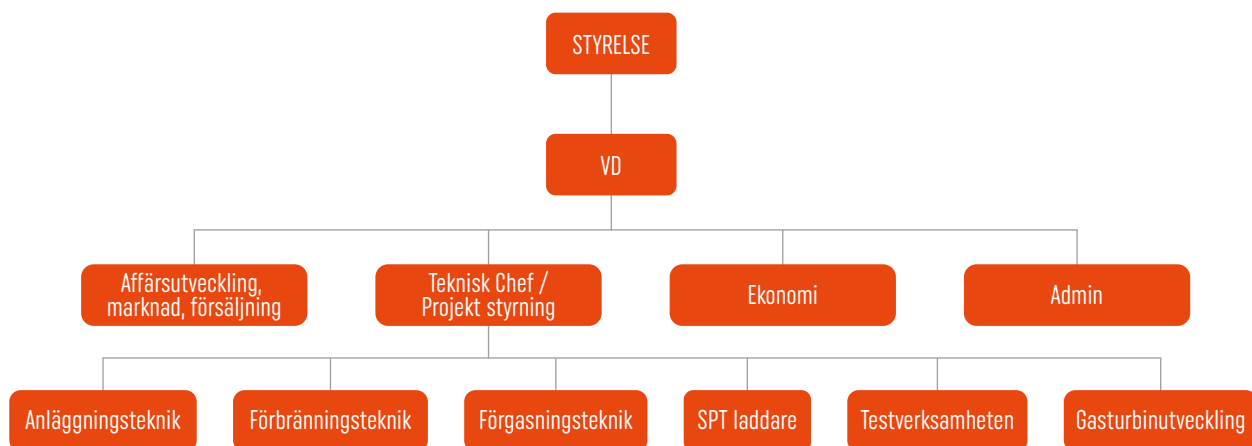 STYRELSE
VD
Affärsutveckling,
marknad, försäljning
Teknisk Chef /
Projekt styrning
Ekonomi
Admin
Anläggningsteknik
Förbränningsteknik
Förgasningsteknik
SPT laddare
Testverksamheten
Gasturbinutveckling